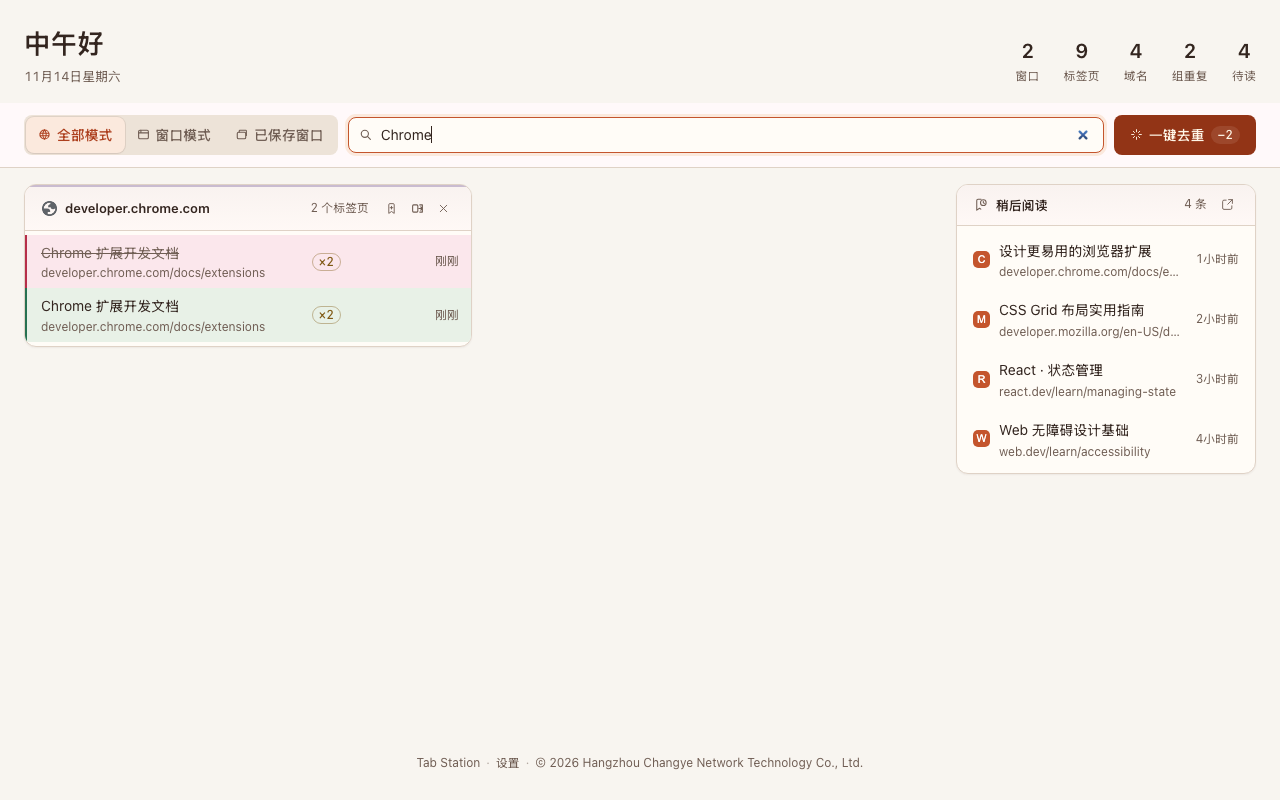 中午好
11月14日星期六
2 9 4 2 4
窗口 标签页 域名 组重复 待读
全部模式 窗口模式 已保存窗口 Chrome 一键去重 −2
developer.chrome.com 2 个标签页
Chrome 扩展开发文档
developer.chrome.com/docs/extensions
×2 刚刚
Chrome 扩展开发文档
developer.chrome.com/docs/extensions
×2 刚刚
稍后阅读 4 条
C 设计更易用的浏览器扩展
developer.chrome.com/docs/e...
1小时前
M CSS Grid 布局实用指南
developer.mozilla.org/en-US/d...
2小时前
R React · 状态管理
react.dev/learn/managing-state
3小时前
W Web 无障碍设计基础
web.dev/learn/accessibility
4小时前
Tab Station · 设置 · © 2026 Hangzhou Changye Network Technology Co., Ltd.